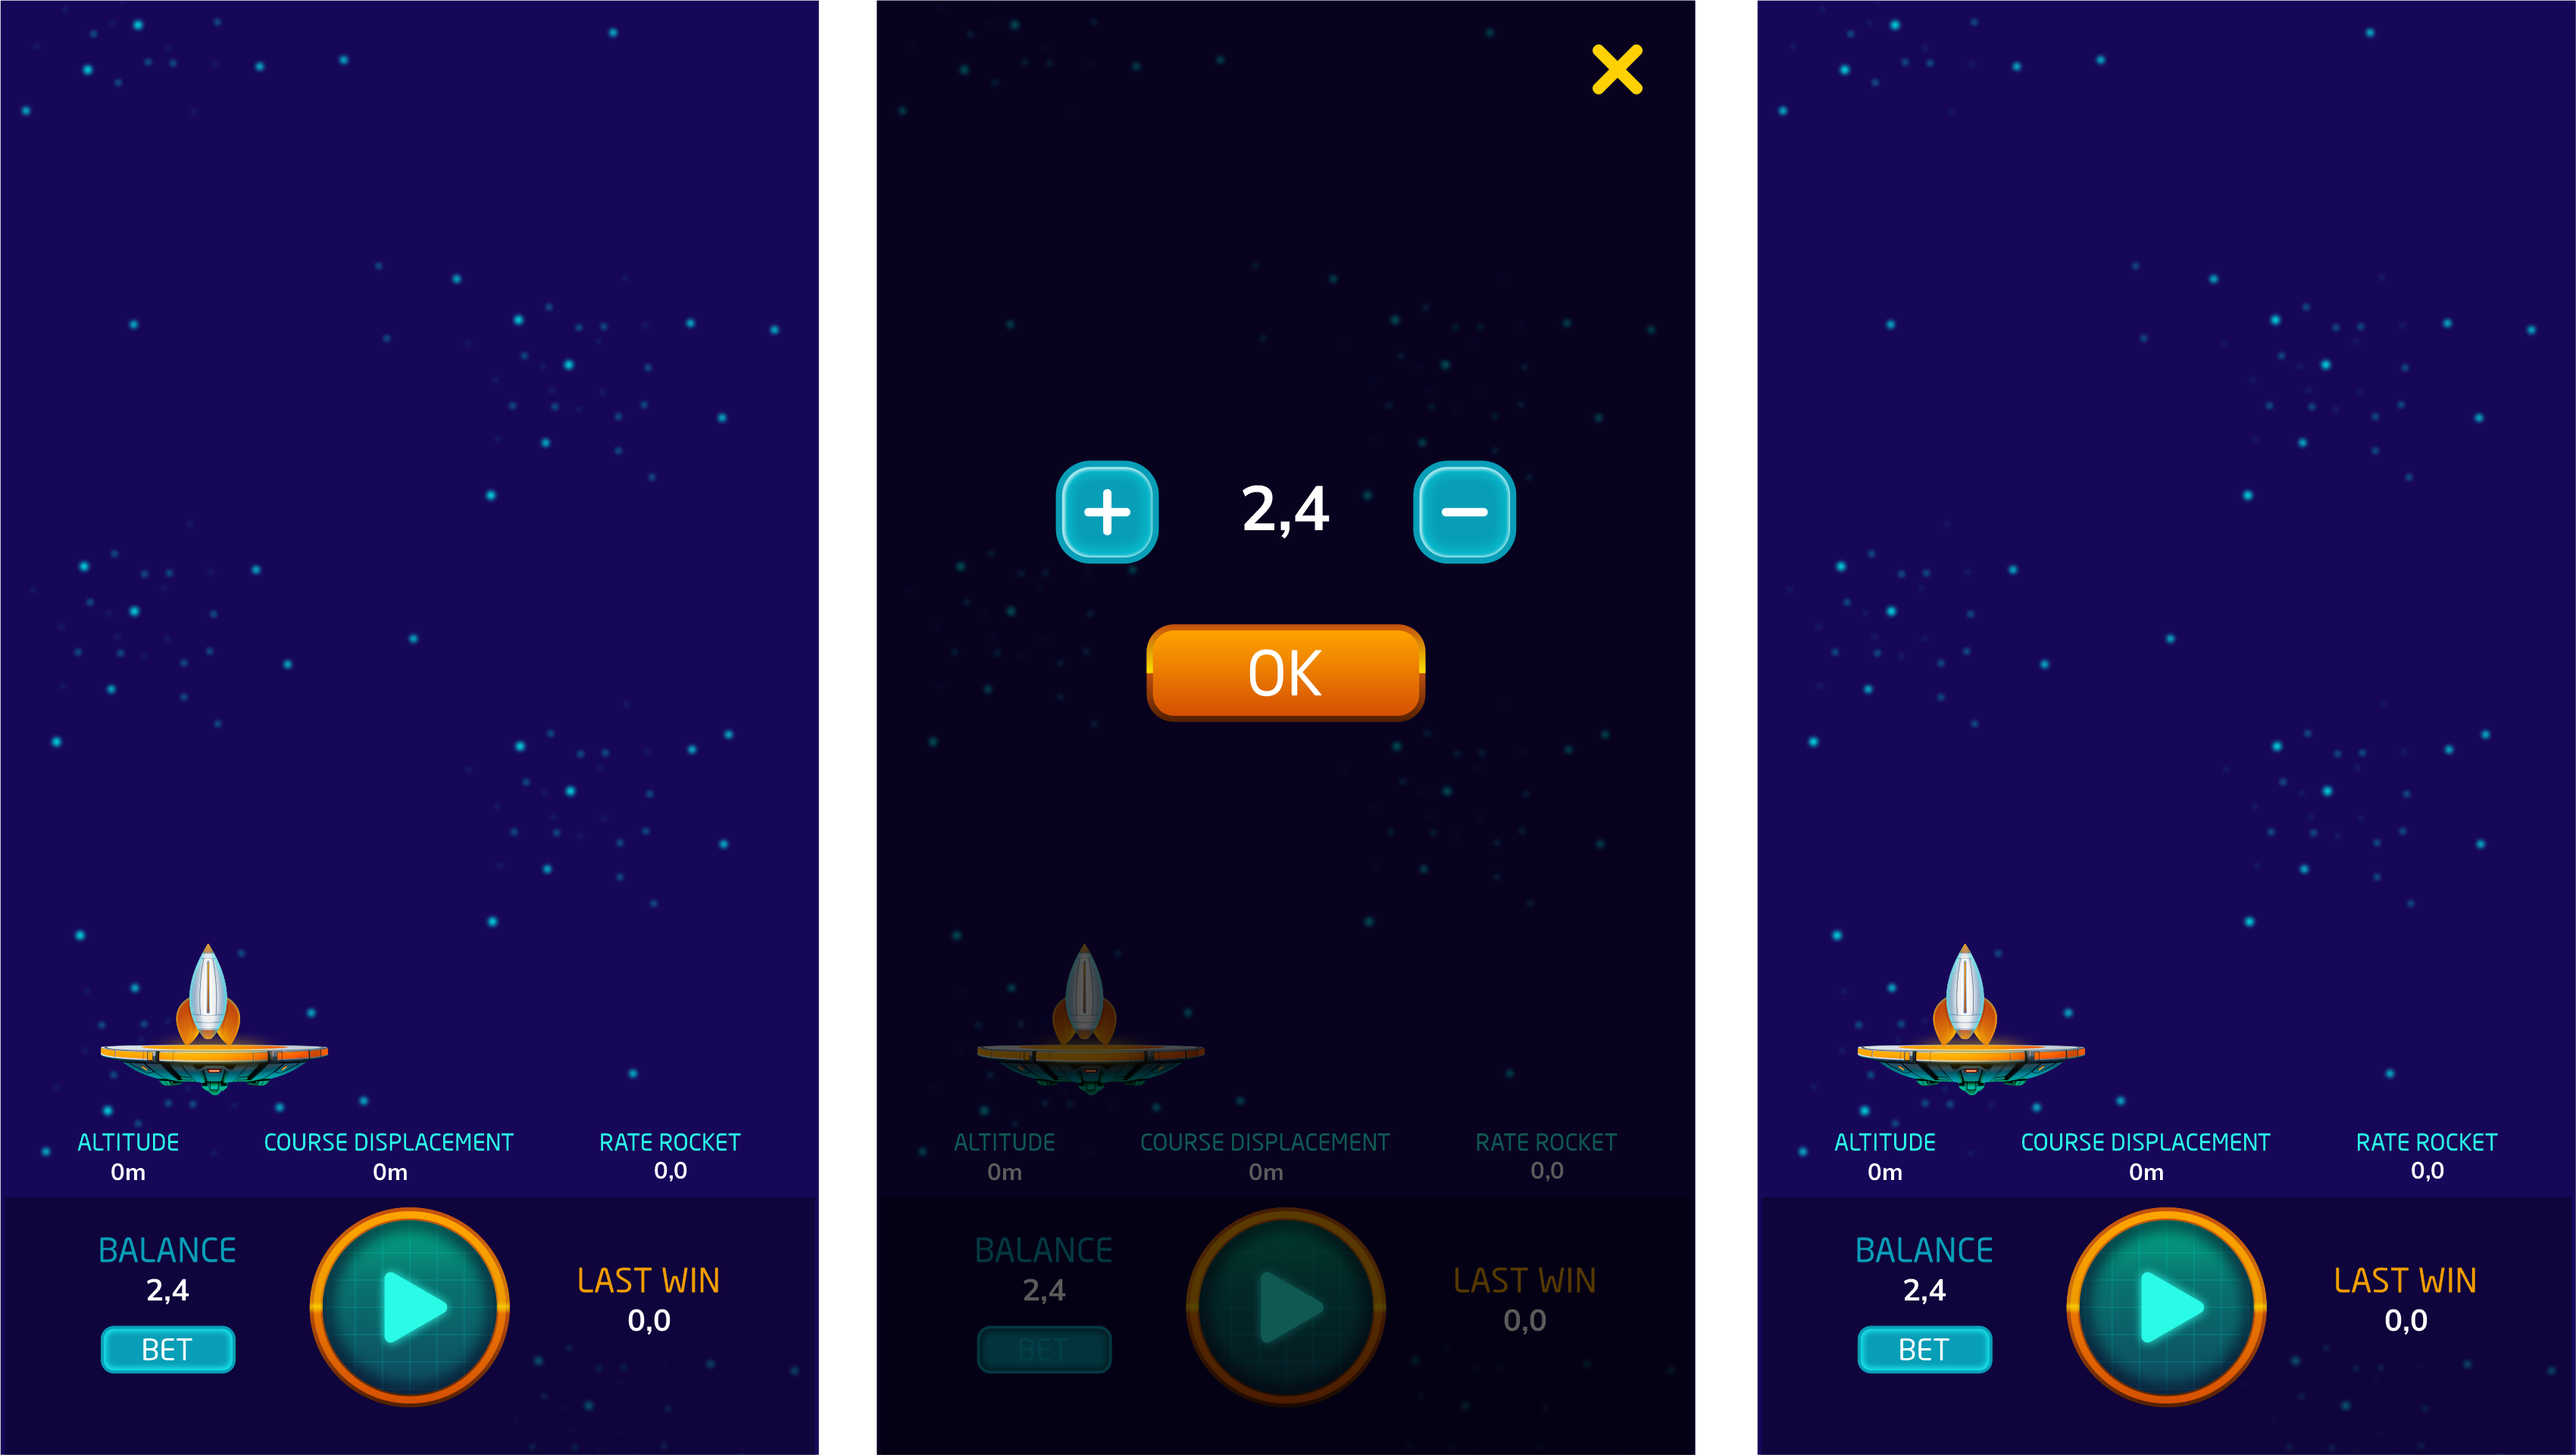 ALTITUDE
0m
COURSE DISPLACEMENT
0m
RATE ROCKET
0,0
BALANCE
2,4
BET
LAST WIN
0,0
2,4
OK
ALTITUDE
0m
COURSE DISPLACEMENT
0m
RATE ROCKET
0,0
BALANCE
2,4
BET
LAST WIN
0,0
ALTITUDE
0m
COURSE DISPLACEMENT
0m
RATE ROCKET
0,0
BALANCE
2,4
BET
LAST WIN
0,0